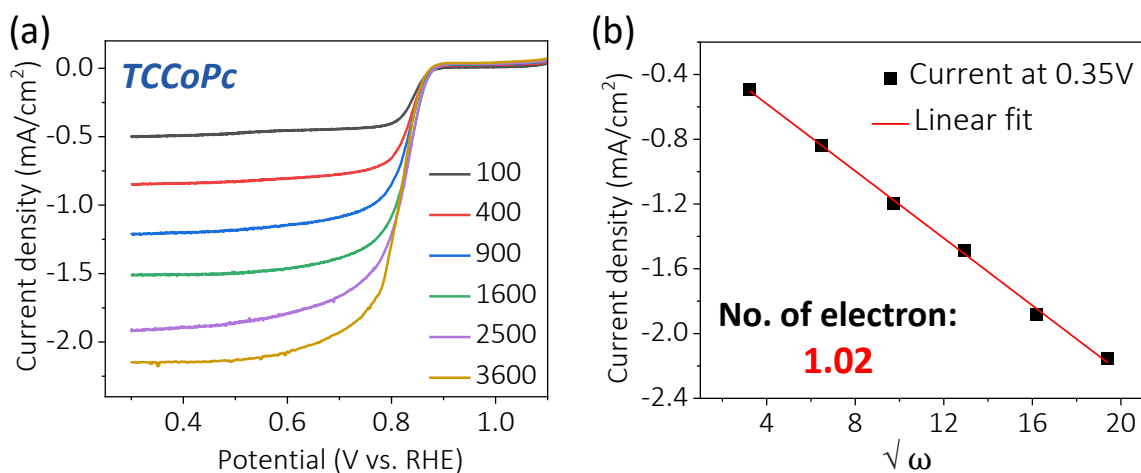 (a)
TCCoPc
Current density (mA/cm²)
0.0
-0.5
-1.0
-1.5
-2.0
100
400
900
1600
2500
3600
0.4
0.6
0.8
1.0
Potential (V vs. RHE)
(b)
Current density (mA/cm²)
-0.4
-0.8
-1.2
-1.6
-2.0
-2.4
Current at 0.35V
Linear fit
No. of electron:
1.02
4
8
12
16
20
√ ω